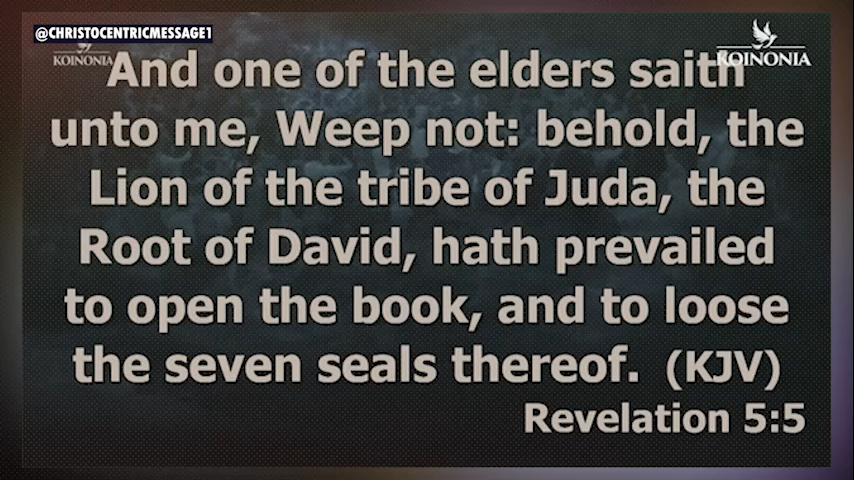 @CHRISTOCENTRICMESSAGE1
KOINONIA
KOINONIA
And one of the elders saith
unto me, Weep not: behold, the
Lion of the tribe of Juda, the
Root of David, hath prevailed
to open the book, and to loose
the seven seals thereof. (KJV)
Revelation 5:5